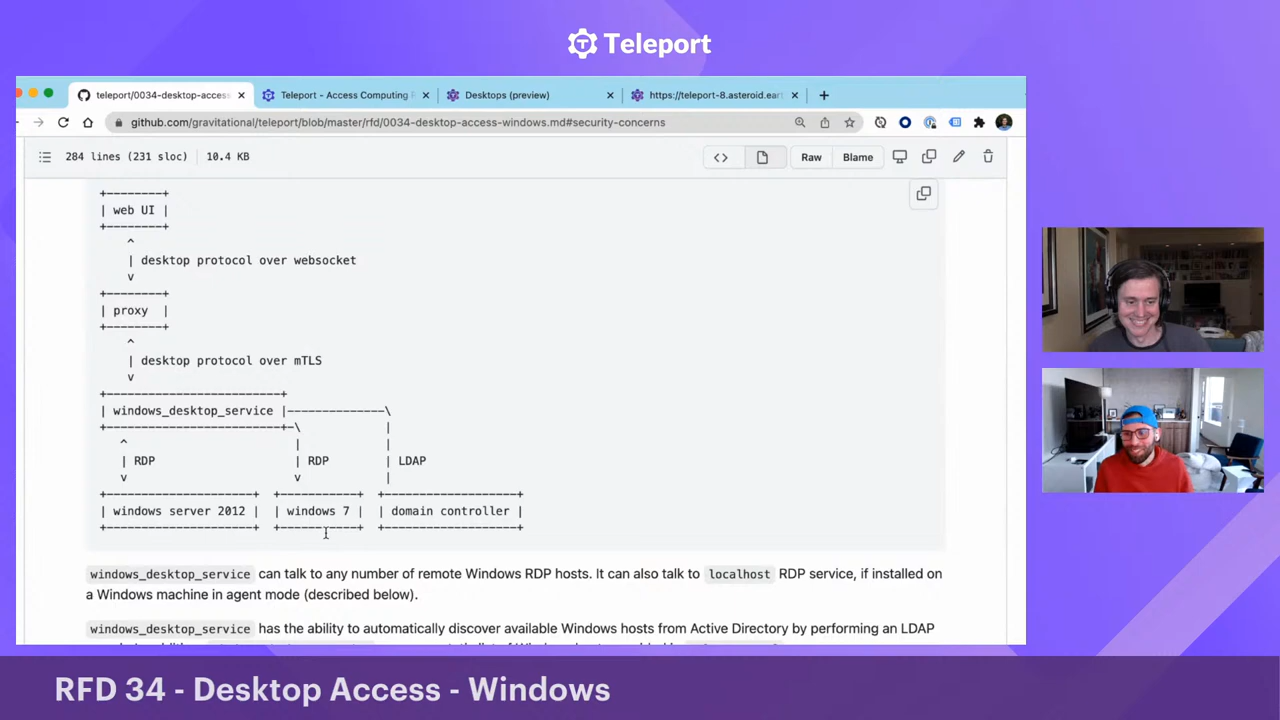 Teleport
teleport/0034-desktop-acces
Teleport - Access Computing R
Desktops (preview)
https://teleport-8.asteroid.eart
github.com/gravitational/teleport/blob/master/rfd/0034-desktop-access-windows.md#security-concerns
284 lines (231 sloc)
10.4 KB
Raw
Blame
+--------+
| web UI |
+--------+
^
| desktop protocol over websocket
v
+--------+
| proxy |
+--------+
^
| desktop protocol over mTLS
v
+------------------------+
| windows_desktop_service |--------------\
+------------------------+-\ |
^ | |
| RDP | RDP | LDAP
v v |
+---------------------+ +------------+ +-------------------+
| windows server 2012 | | windows 7 | | domain controller |
+---------------------+ +------------+ +-------------------+
windows_desktop_service can talk to any number of remote Windows RDP hosts. It can also talk to localhost RDP service, if installed on
a Windows machine in agent mode (described below).
windows_desktop_service has the ability to automatically discover available Windows hosts from Active Directory by performing an LDAP
RFD 34 - Desktop Access - Windows